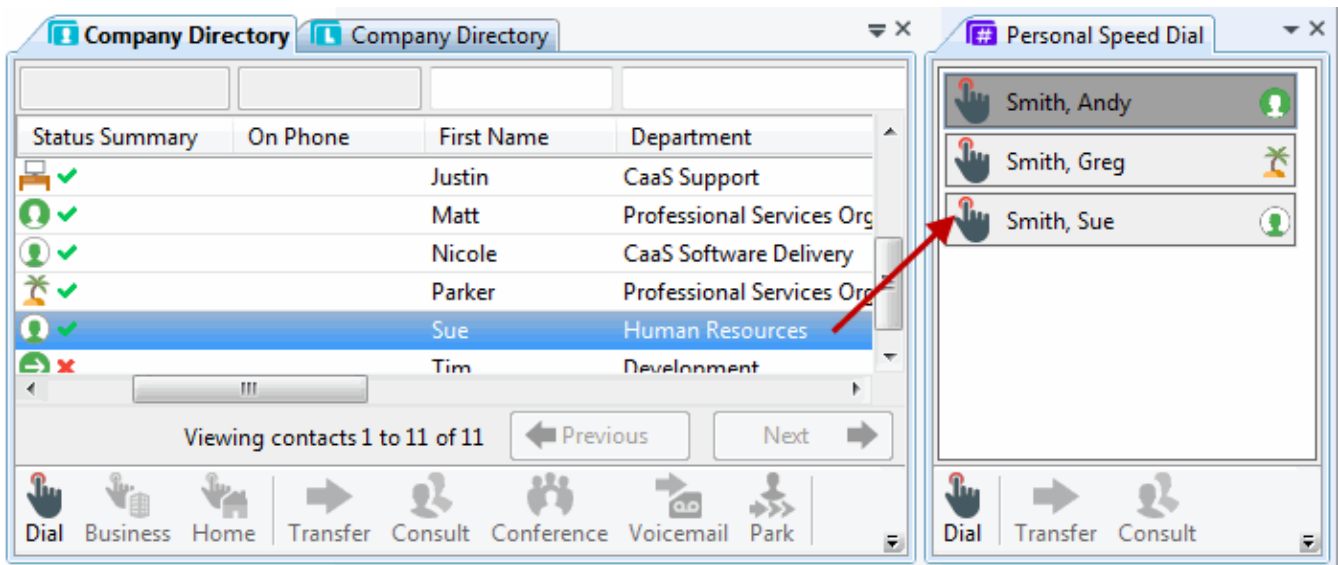 Company Directory Company Directory
Status Summary On Phone First Name Department
Justin CaaS Support
Matt Professional Services Org
Nicole CaaS Software Delivery
Parker Professional Services Org
Sue Human Resources
Tim Development
Viewing contacts 1 to 11 of 11 Previous Next
Dial Business Home Transfer Consult Conference Voicemail Park
# Personal Speed Dial
Smith, Andy
Smith, Greg
Smith, Sue
Dial Transfer Consult